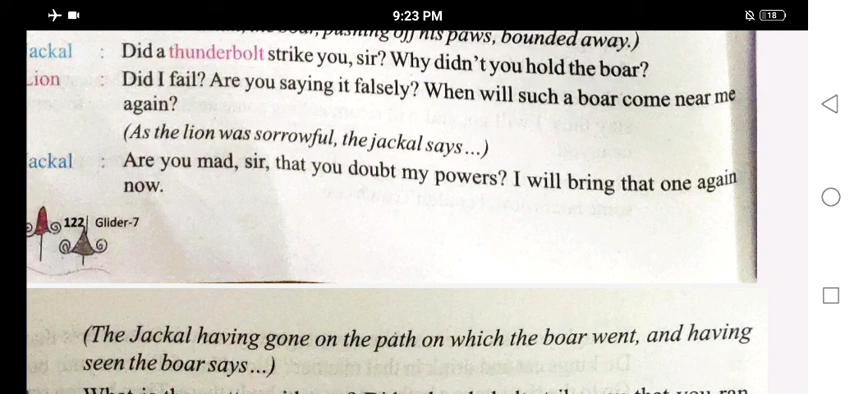 9:23 PM
18
his paws, bounded away.)
ackal : Did a thunderbolt strike you, sir? Why didn't you hold the boar?
Lion : Did I fail? Are you saying it falsely? When will such a boar come near me
again?
(As the lion was sorrowful, the jackal says...)
ackal : Are you mad, sir, that you doubt my powers? I will bring that one again
now.
122| Glider-7
(The Jackal having gone on the path on which the boar went, and having
seen the boar says...)